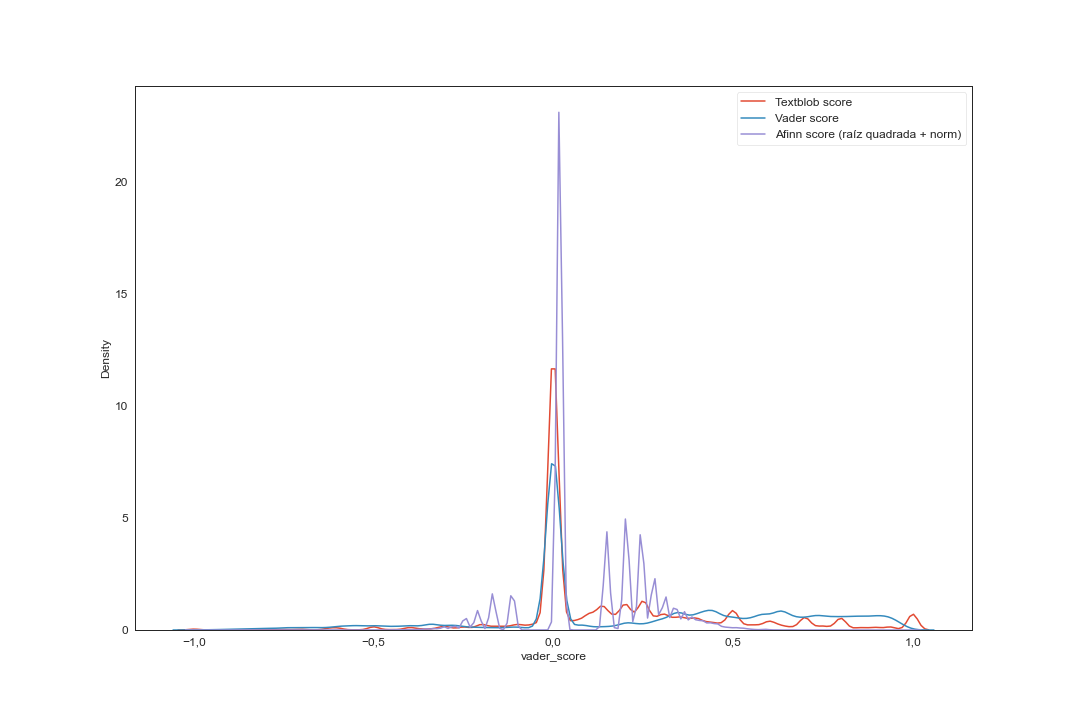 Textblob score
Vader score
Afinn score (raíz quadrada + norm)
20
15
10
5
0
Density
−1,0
−0,5
0,0
0,5
1,0
vader_score